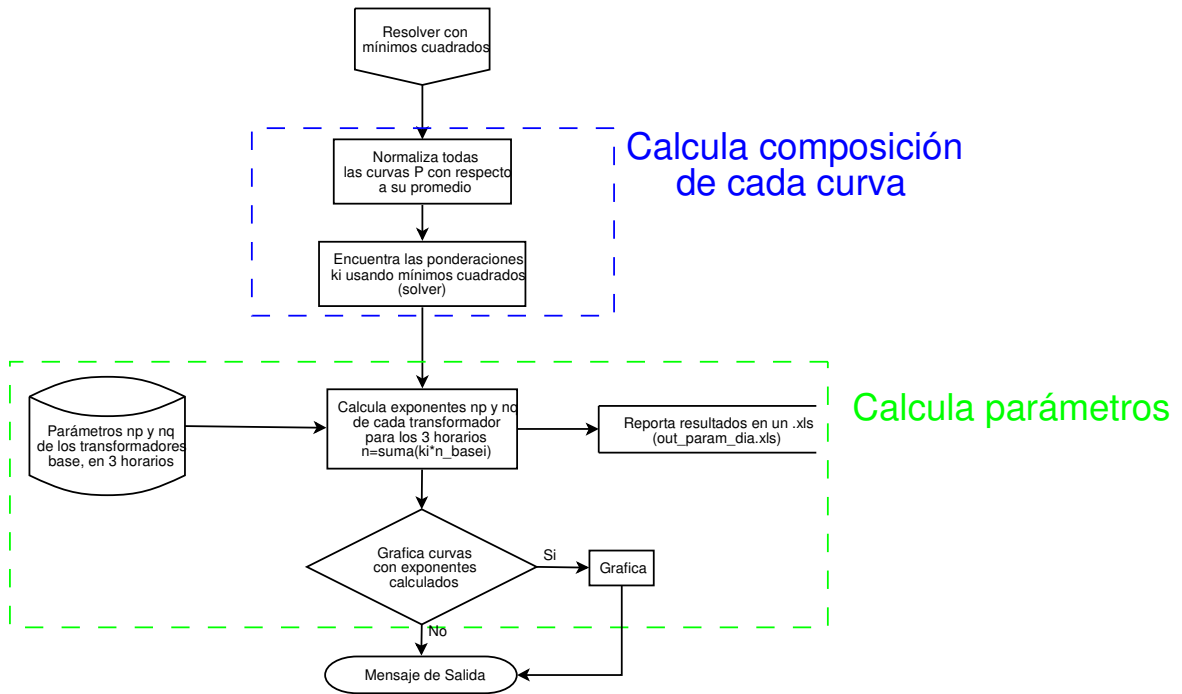 Resolver con
mínimos cuadrados
Calcula composición
de cada curva
Normaliza todas
las curvas P con respecto
a su promedio
Encuentra las ponderaciones
ki usando mínimos cuadrados
(solver)
Calcula parámetros
Parámetros np y nq
de los transformadores
base, en 3 horarios
Calcula exponentes np y nq
de cada transformador
para los 3 horarios
n=suma(ki*n_basei)
Reporta resultados en un .xls
(out_param_dia.xls)
Grafica curvas
con exponentes
calculados
Si
Grafica
No
Mensaje de Salida